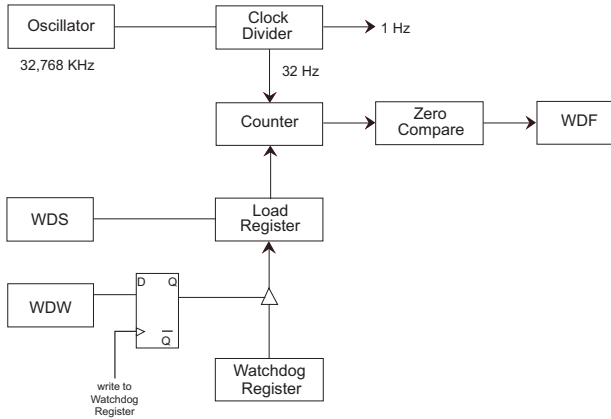 Oscillator
Clock
Divider
1 Hz
32,768 KHz
32 Hz
Counter
Zero
Compare
WDF
WDS
Load
Register
D Q
WDW
Q
Watchdog
Register
write to
Watchdog
Register